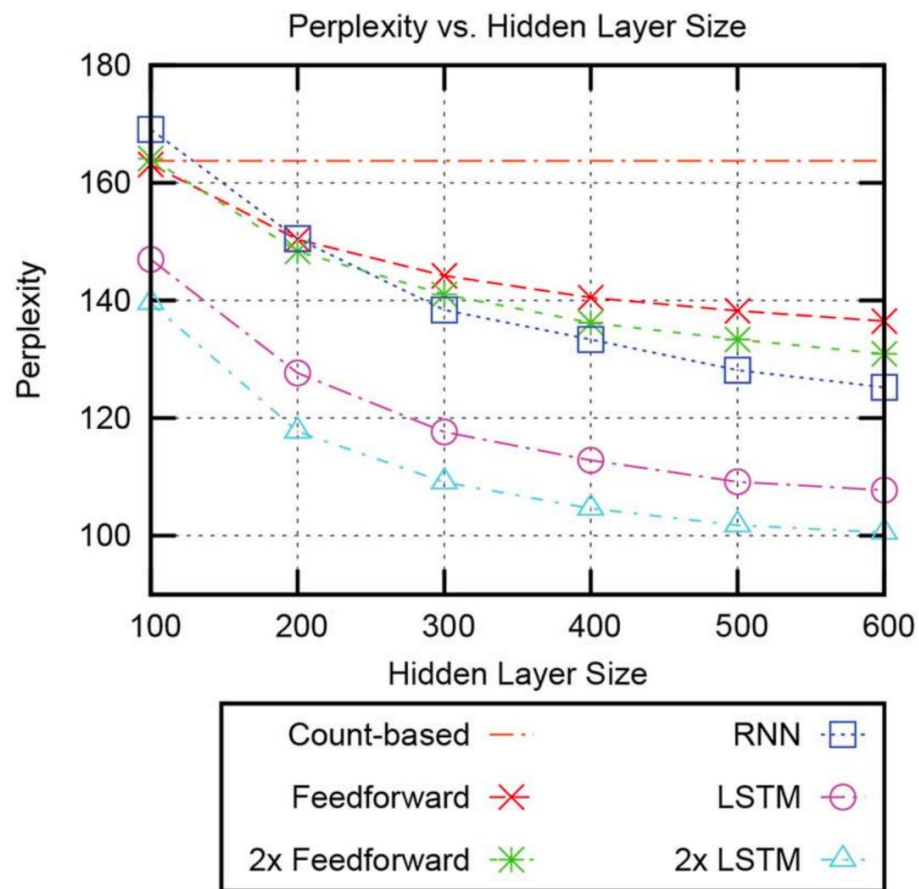 Perplexity vs. Hidden Layer Size
180
160
140
120
100
Perplexity
100 200 300 400 500 600
Hidden Layer Size
Count-based RNN
Feedforward LSTM
2x Feedforward 2x LSTM